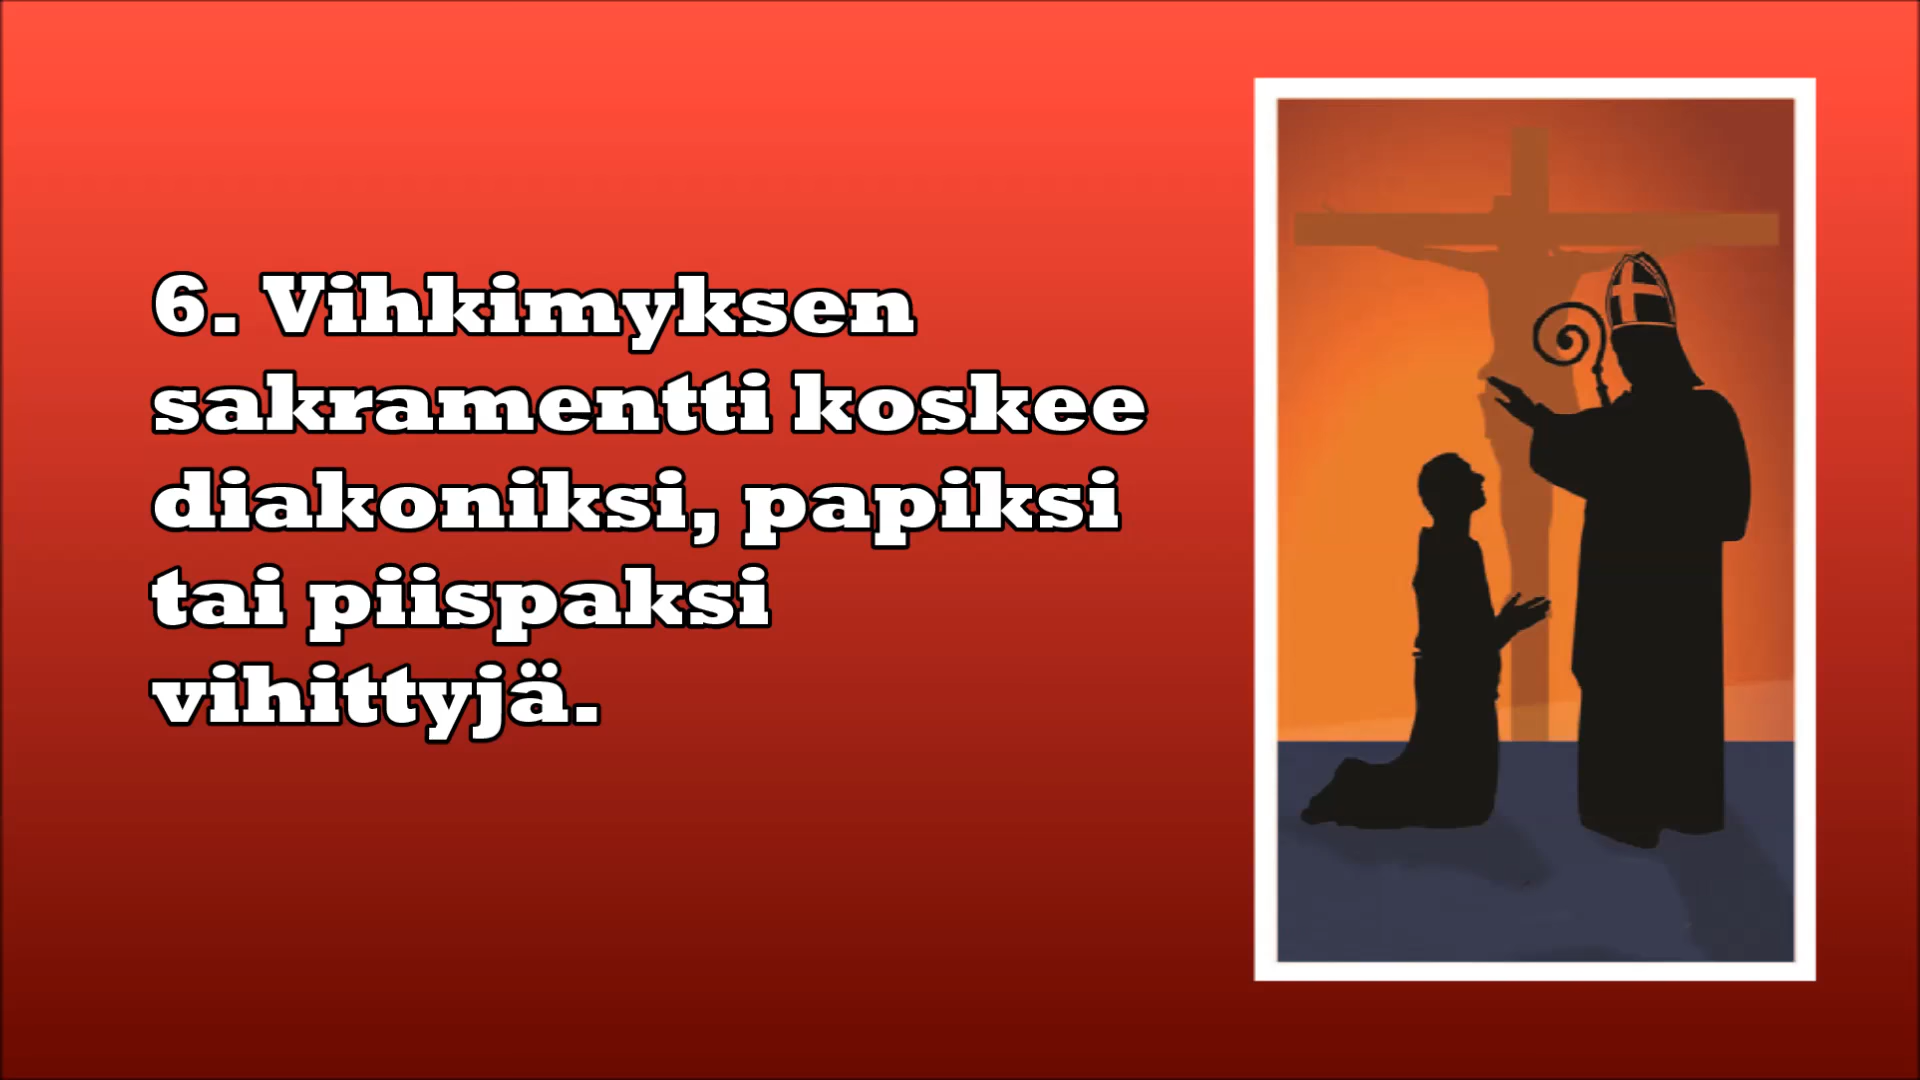 6. Vihkimyksen
sakramentti koskee
diakoniksi, papiksi
tai piispaksi
vihittyjä.